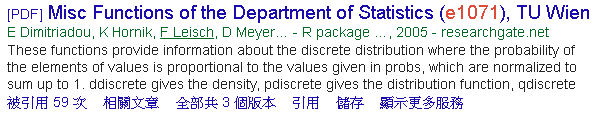 [PDF] Misc Functions of the Department of Statistics (e1071), TU Wien
E Dimitriadou, K Hornik, F Leisch, D Meyer… - R package …, 2005 - researchgate.net
These functions provide information about the discrete distribution where the probability of
the elements of values is proportional to the values given in probs, which are normalized to
sum up to 1. ddiscrete gives the density, pdiscrete gives the distribution function, qdiscrete
被引用 59 次 相關文章 全部共 3 個版本 引用 儲存 顯示更多服務